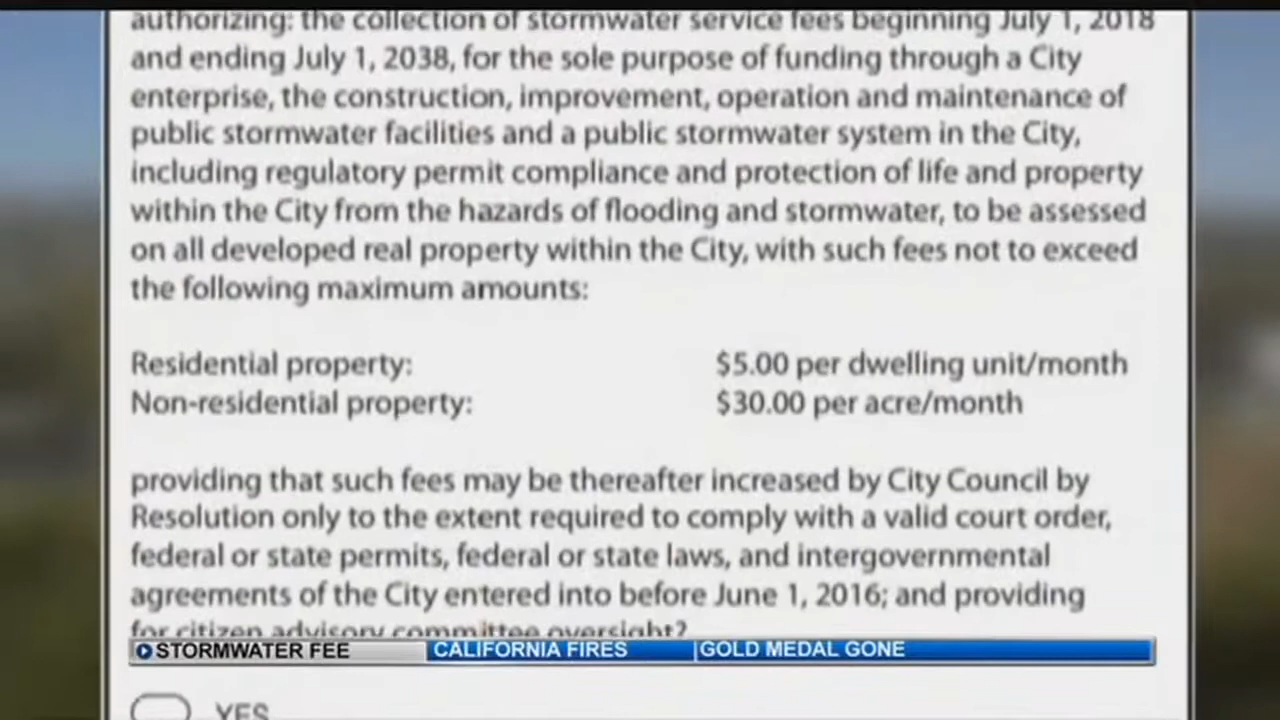 authorizing: the collection of stormwater service fees beginning July 1, 2018
and ending July 1, 2038, for the sole purpose of funding through a City
enterprise, the construction, improvement, operation and maintenance of
public stormwater facilities and a public stormwater system in the City,
including regulatory permit compliance and protection of life and property
within the City from the hazards of flooding and stormwater, to be assessed
on all developed real property within the City, with such fees not to exceed
the following maximum amounts:
Residential property: $5.00 per dwelling unit/month
Non-residential property: $30.00 per acre/month
providing that such fees may be thereafter increased by City Council by
Resolution only to the extent required to comply with a valid court order,
federal or state permits, federal or state laws, and intergovernmental
agreements of the City entered into before June 1, 2016; and providing
for citizen advisory committee oversight?
STORMWATER FEE CALIFORNIA FIRES GOLD MEDAL GONE
YES